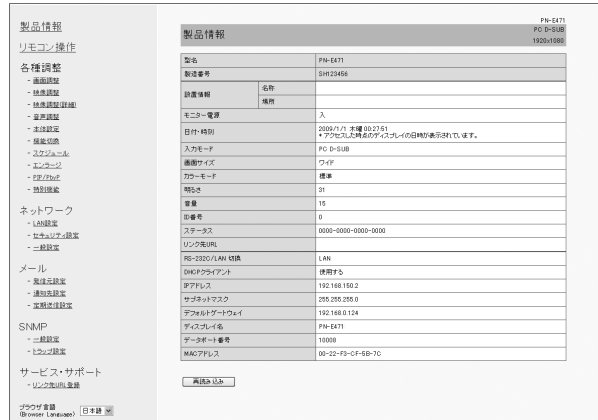 製品情報
リモコン操作
各種調整
- 画面調整
- 映像調整
- 映像調整(詳細)
- 音声調整
- 本体設定
- 機能切換
- スケジュール
- エンラージ
- PIP/PbyP
- 特別機能
ネットワーク
- LAN設定
- セキュリティ設定
- 一般設定
メール
- 発信元設定
- 通知先設定
- 定期送信設定
SNMP
- 一般設定
- トラップ設定
サービス・サポート
- リンク先URL登録
ブラウザ言語
(Browser Language) 日本語
PN-E471
製品情報 PC D-SUB
1920x1080
型名 PN-E471
製造番号 SH123456
設置情報 名称
場所
モニター電源 入
日付・時刻 2009/1/1 木曜 00:27:51
* アクセスした時点のディスプレイの日時が表示されています。
入力モード PC D-SUB
画面サイズ ワイド
カラーモード 標準
明るさ 31
音量 15
ID番号 0
ステータス 0000-0000-0000-0000
リンク先URL
RS-232C/LAN 切換 LAN
DHCPクライアント 使用する
IPアドレス 192.168.150.2
サブネットマスク 255.255.255.0
デフォルトゲートウェイ 192.168.0.124
ディスプレイ名 PN-E471
データポート番号 10008
MACアドレス 00-22-F3-CF-5B-7C
再読み込み